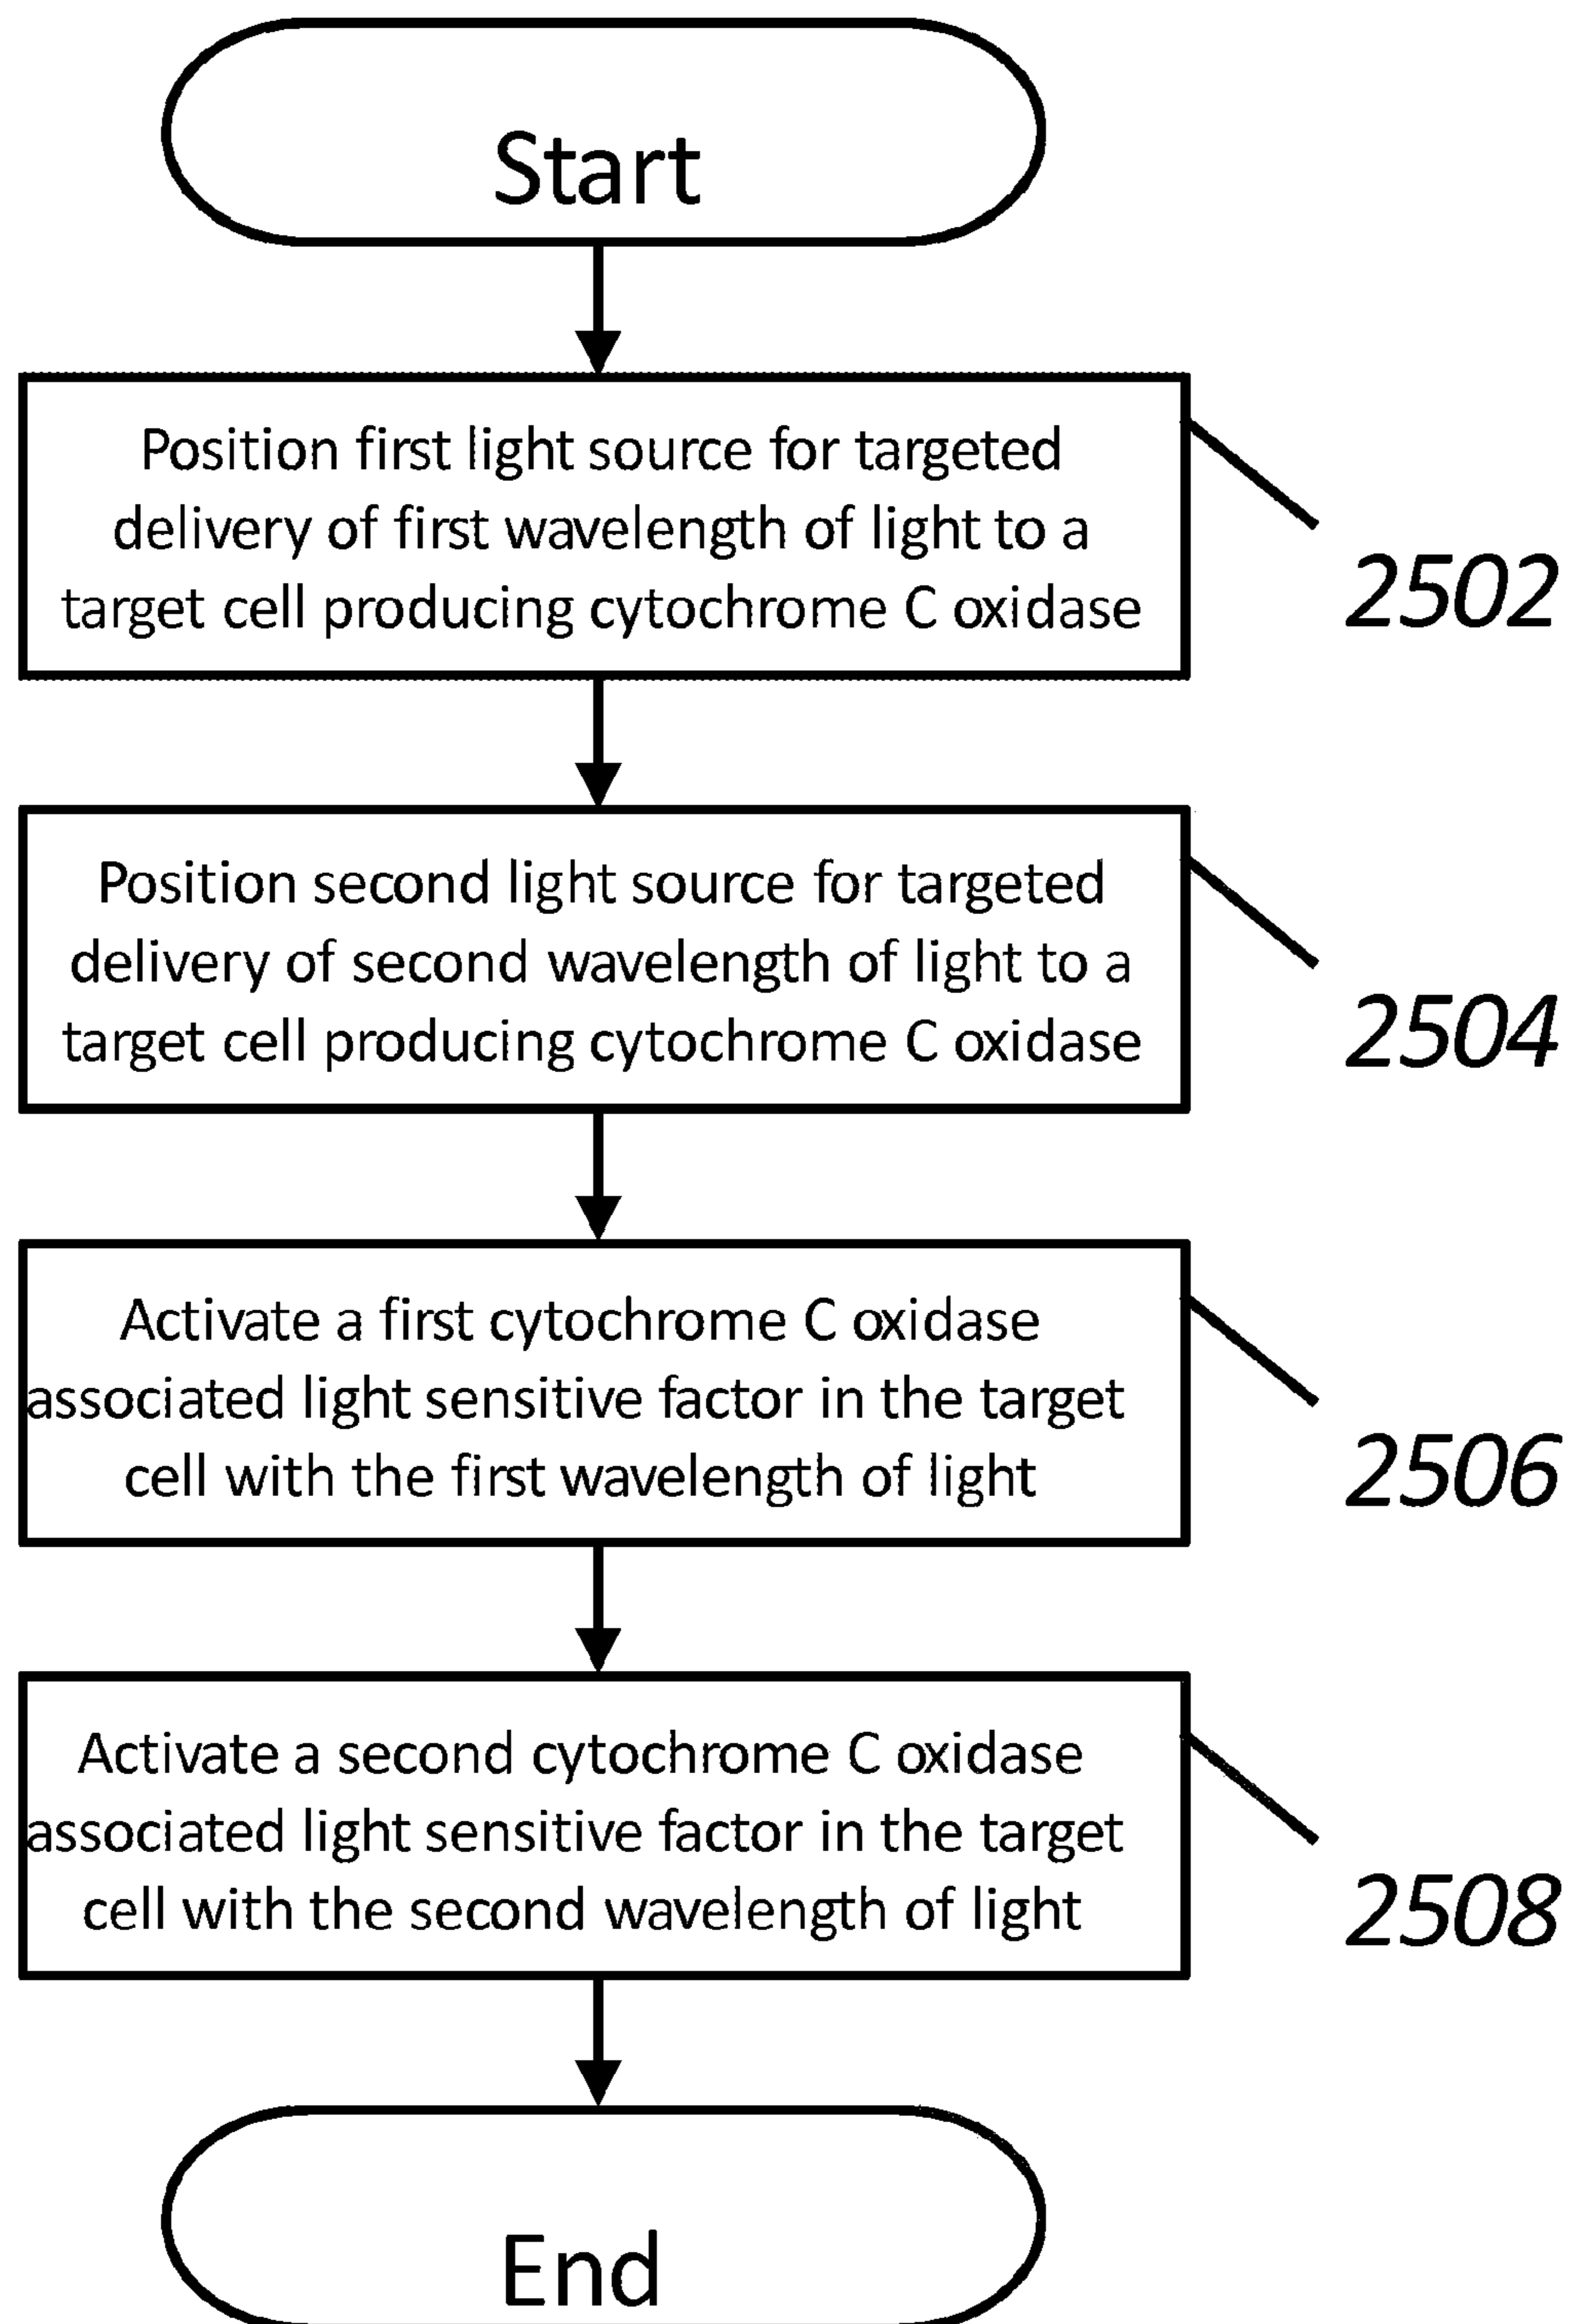 Start
Position first light source for targeted
delivery of first wavelength of light to a
target cell producing cytochrome C oxidase
2502
Position second light source for targeted
delivery of second wavelength of light to a
target cell producing cytochrome C oxidase
2504
Activate a first cytochrome C oxidase
associated light sensitive factor in the target
cell with the first wavelength of light
2506
Activate a second cytochrome C oxidase
associated light sensitive factor in the target
cell with the second wavelength of light
2508
End